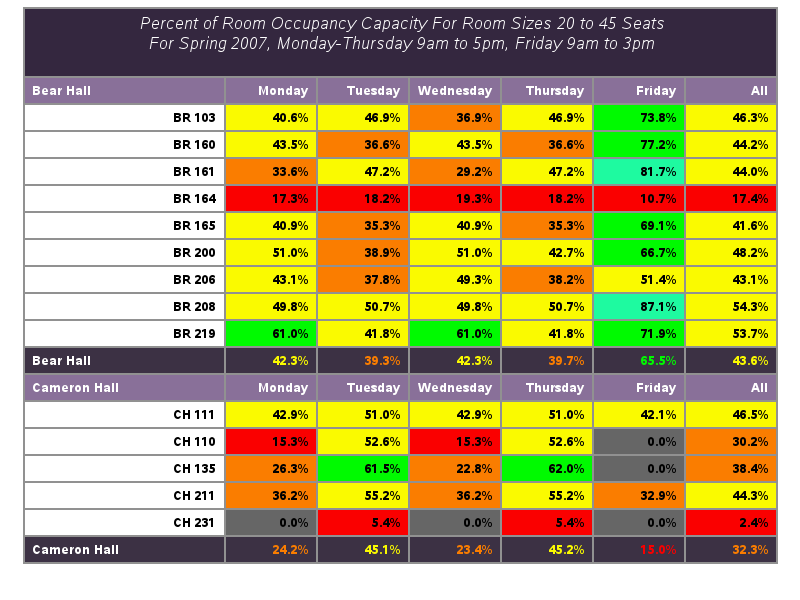 Percent of Room Occupancy Capacity For Room Sizes 20 to 45 Seats
For Spring 2007, Monday-Thursday 9am to 5pm, Friday 9am to 3pm
Bear Hall Monday Tuesday Wednesday Thursday Friday All
BR 103 40.6% 46.9% 36.9% 46.9% 73.8% 46.3%
BR 160 43.5% 36.6% 43.5% 36.6% 77.2% 44.2%
BR 161 33.6% 47.2% 29.2% 47.2% 81.7% 44.0%
BR 164 17.3% 18.2% 19.3% 18.2% 10.7% 17.4%
BR 165 40.9% 35.3% 40.9% 35.3% 69.1% 41.6%
BR 200 51.0% 38.9% 51.0% 42.7% 66.7% 48.2%
BR 206 43.1% 37.8% 49.3% 38.2% 51.4% 43.1%
BR 208 49.8% 50.7% 49.8% 50.7% 87.1% 54.3%
BR 219 61.0% 41.8% 61.0% 41.8% 71.9% 53.7%
Bear Hall 42.3% 39.3% 42.3% 39.7% 65.5% 43.6%
Cameron Hall Monday Tuesday Wednesday Thursday Friday All
CH 111 42.9% 51.0% 42.9% 51.0% 42.1% 46.5%
CH 110 15.3% 52.6% 15.3% 52.6% 0.0% 30.2%
CH 135 26.3% 61.5% 22.8% 62.0% 0.0% 38.4%
CH 211 36.2% 55.2% 36.2% 55.2% 32.9% 44.3%
CH 231 0.0% 5.4% 0.0% 5.4% 0.0% 2.4%
Cameron Hall 24.2% 45.1% 23.4% 45.2% 15.0% 32.3%